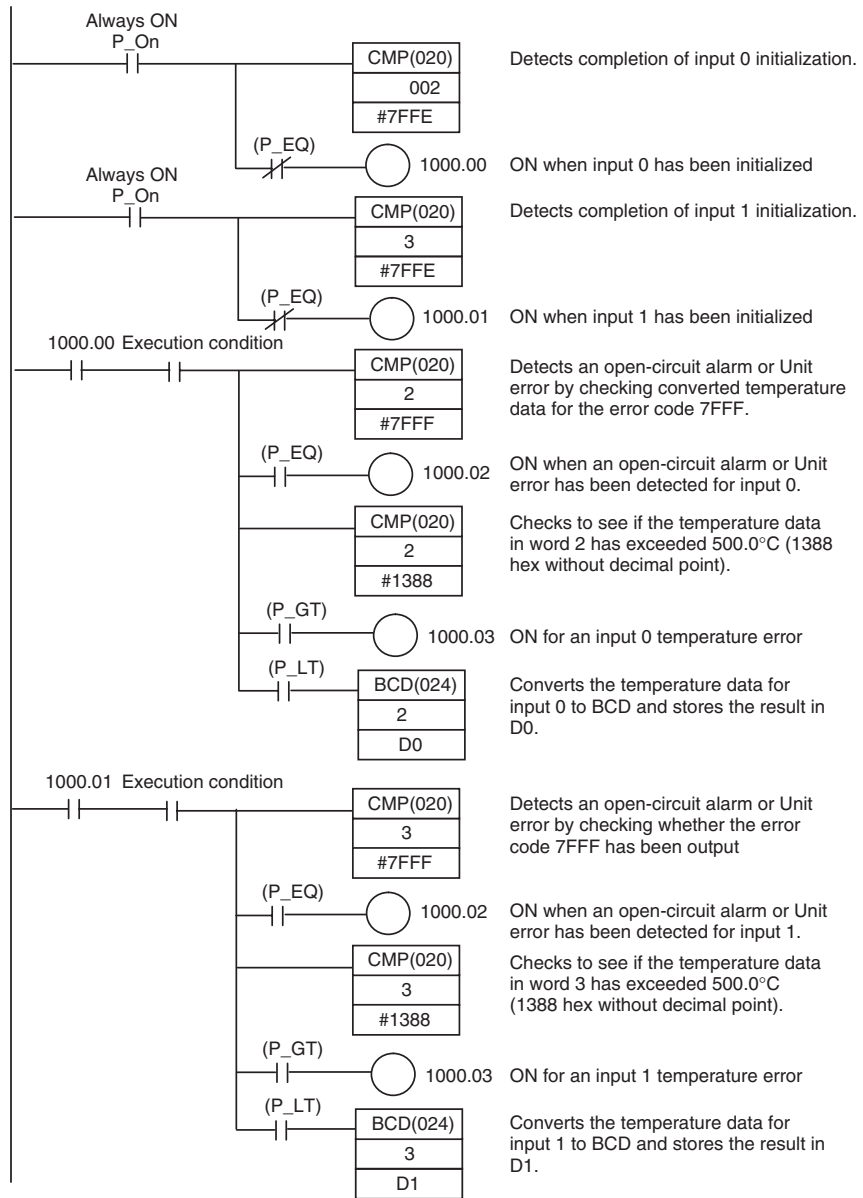 Always ON
P_On
CMP(020)
002
#7FFE
Detects completion of input 0 initialization.
(P_EQ)
1000.00
ON when input 0 has been initialized
Always ON
P_On
CMP(020)
3
#7FFE
Detects completion of input 1 initialization.
(P_EQ)
1000.01
ON when input 1 has been initialized
1000.00 Execution condition
CMP(020)
2
#7FFF
Detects an open-circuit alarm or Unit
error by checking converted temperature
data for the error code 7FFF.
(P_EQ)
1000.02
ON when an open-circuit alarm or Unit
error has been detected for input 0.
CMP(020)
2
#1388
Checks to see if the temperature data
in word 2 has exceeded 500.0°C (1388
hex without decimal point).
(P_GT)
1000.03
ON for an input 0 temperature error
(P_LT)
BCD(024)
2
D0
Converts the temperature data for
input 0 to BCD and stores the result in
D0.
1000.01 Execution condition
CMP(020)
3
#7FFF
Detects an open-circuit alarm or Unit
error by checking whether the error
code 7FFF has been output
(P_EQ)
1000.02
ON when an open-circuit alarm or Unit
error has been detected for input 1.
CMP(020)
3
#1388
Checks to see if the temperature data
in word 3 has exceeded 500.0°C
(1388 hex without decimal point).
(P_GT)
1000.03
ON for an input 1 temperature error
(P_LT)
BCD(024)
3
D1
Converts the temperature data for
input 1 to BCD and stores the result in
D1.